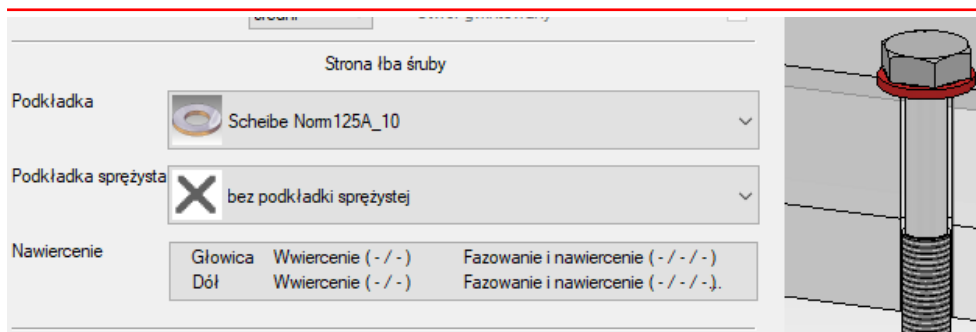 Strona łba śruby
Podkładka
Scheibe Norm125A_10
Podkładka sprężysta
bez podkładki sprężystej
Nawiercenie
Głowica Wwiercenie ( - / - ) Fazowanie i nawiercenie ( - / - / - )
Dół Wwiercenie ( - / - ) Fazowanie i nawiercenie ( - / - / - )..